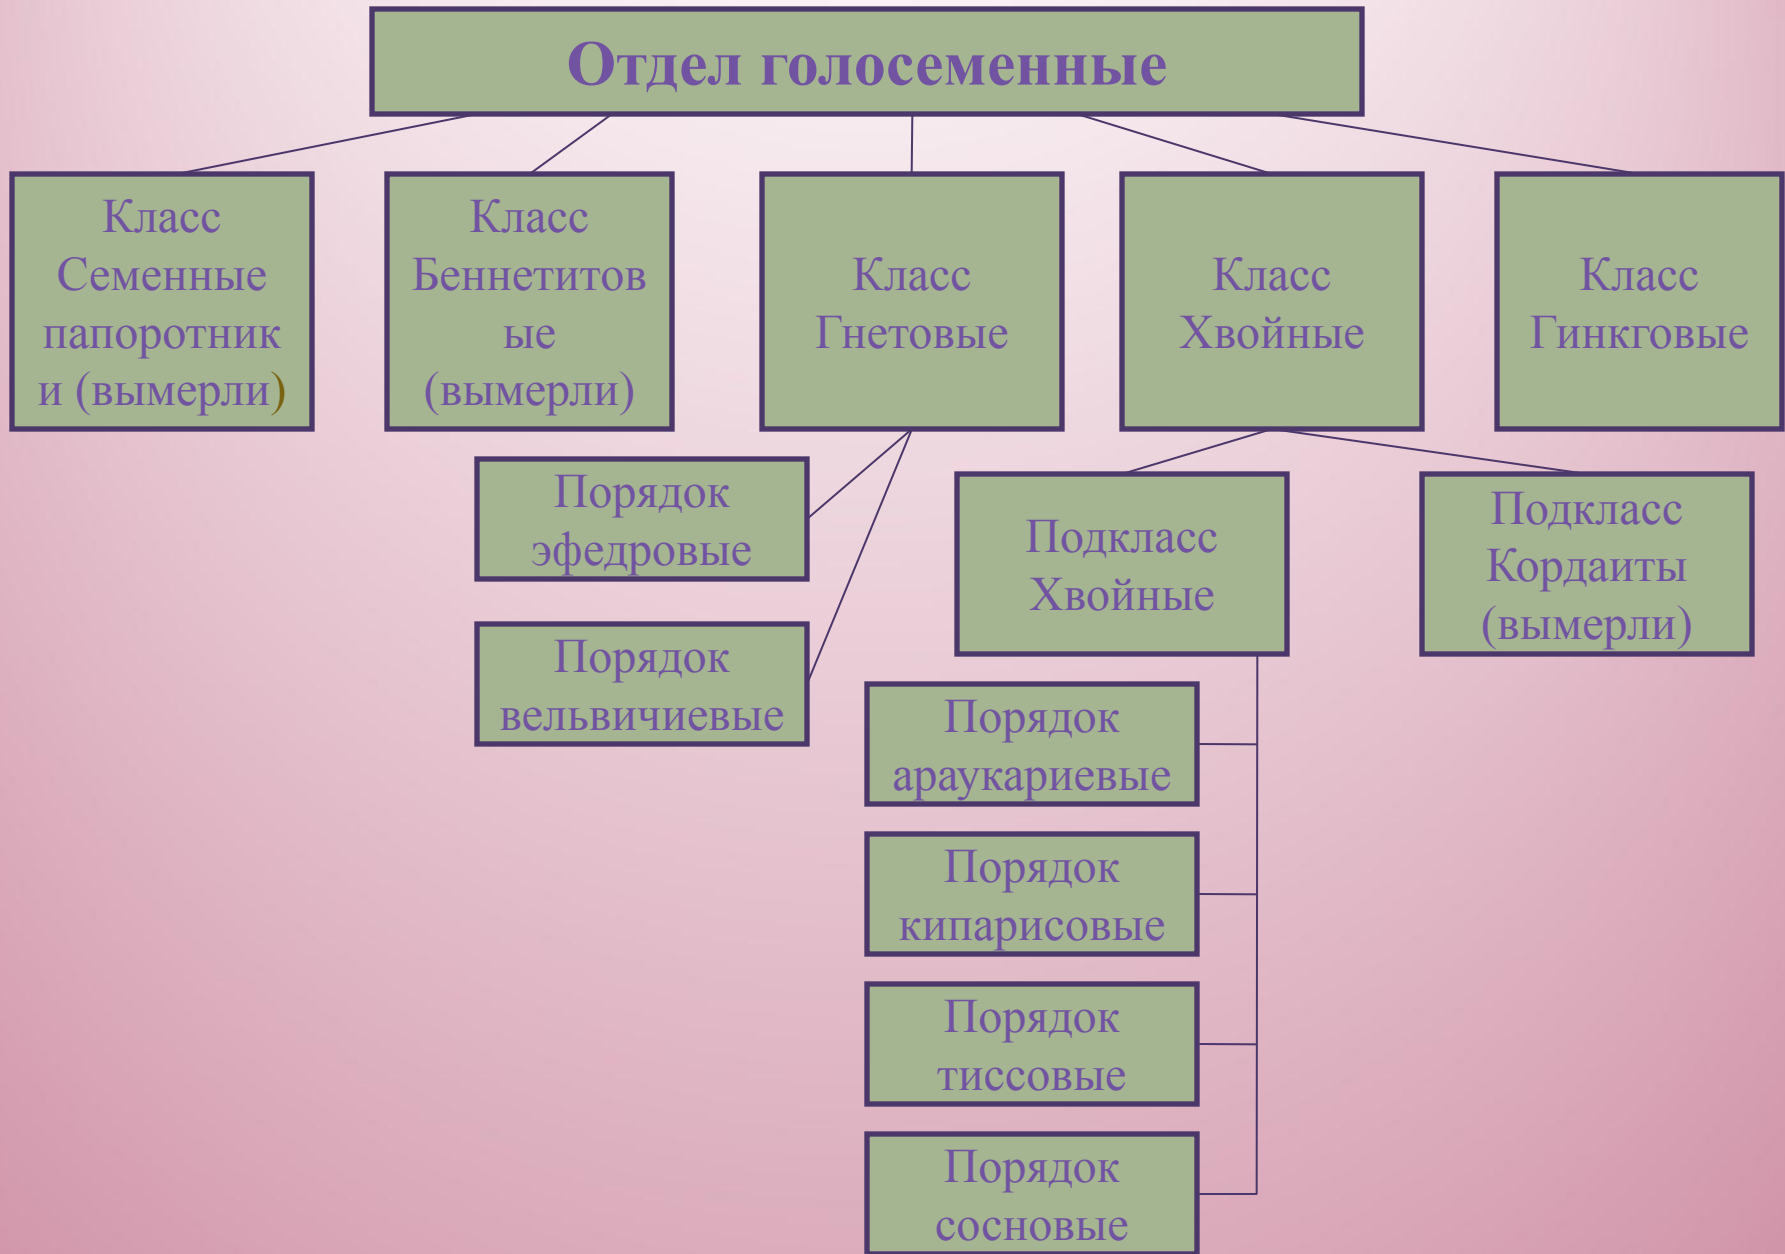 Отдел голосеменные
Класс
Семенные
папоротник
и (вымерли)
Класс
Беннетитов
ые
(вымерли)
Класс
Гнетовые
Класс
Хвойные
Класс
Гинкговые
Порядок
эфедровые
Порядок
вельвичиевые
Подкласс
Хвойные
Подкласс
Кордаиты
(вымерли)
Порядок
араукариевые
Порядок
кипарисовые
Порядок
тиссовые
Порядок
сосновые